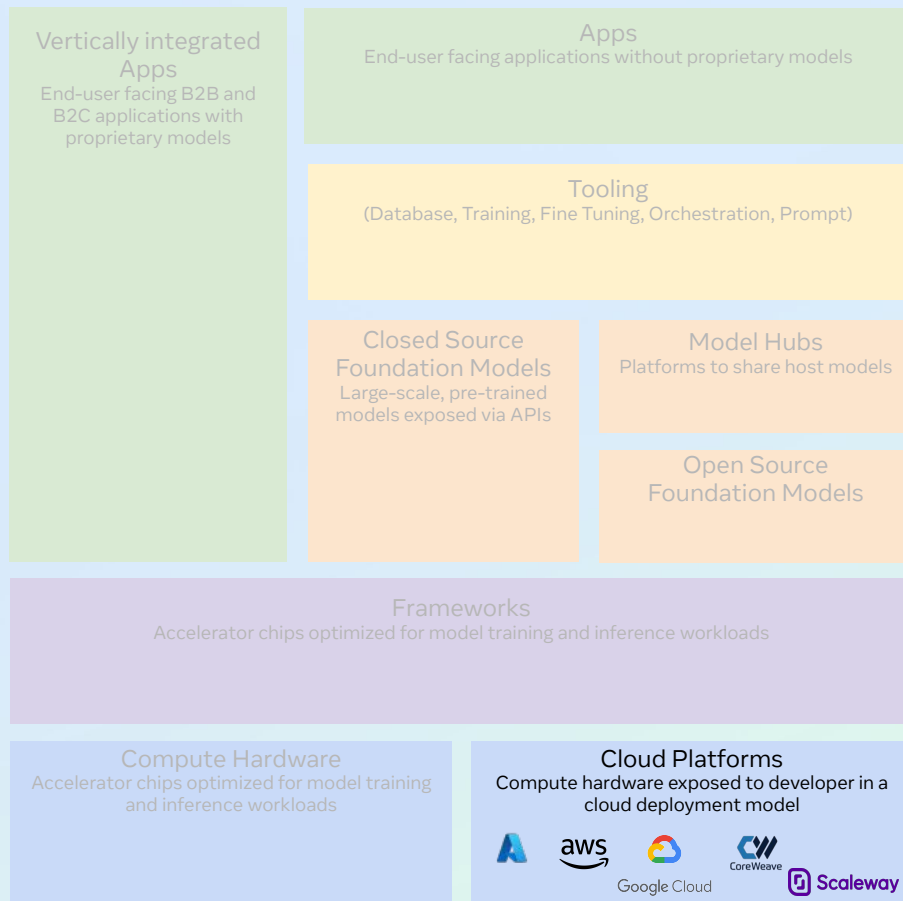 Vertically integrated
Apps
End-user facing B2B and
B2C applications with
proprietary models
Apps
End-user facing applications without proprietary models
Tooling
(Database, Training, Fine Tuning, Orchestration, Prompt)
Closed Source
Foundation Models
Large-scale, pre-trained
models exposed via APIs
Model Hubs
Platforms to share host models
Open Source
Foundation Models
Frameworks
Accelerator chips optimized for model training and inference workloads
Compute Hardware
Accelerator chips optimized for model training
and inference workloads
Cloud Platforms
Compute hardware exposed to developer in a
cloud deployment model
aws
Google Cloud
CoreWeave
Scaleway